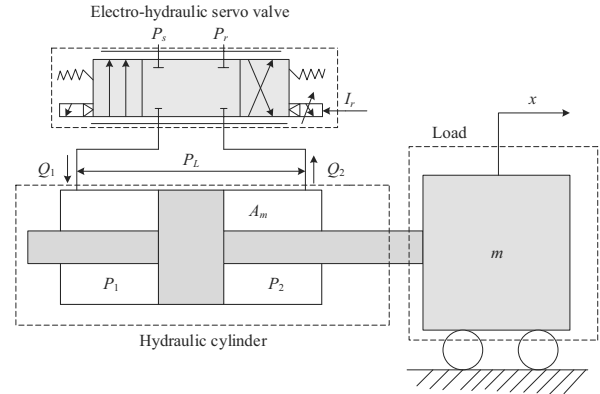 Electro-hydraulic servo valve
P_s P_r
I_r
x
Load
Q_1 P_L Q_2
A_m
m
P_1 P_2
Hydraulic cylinder